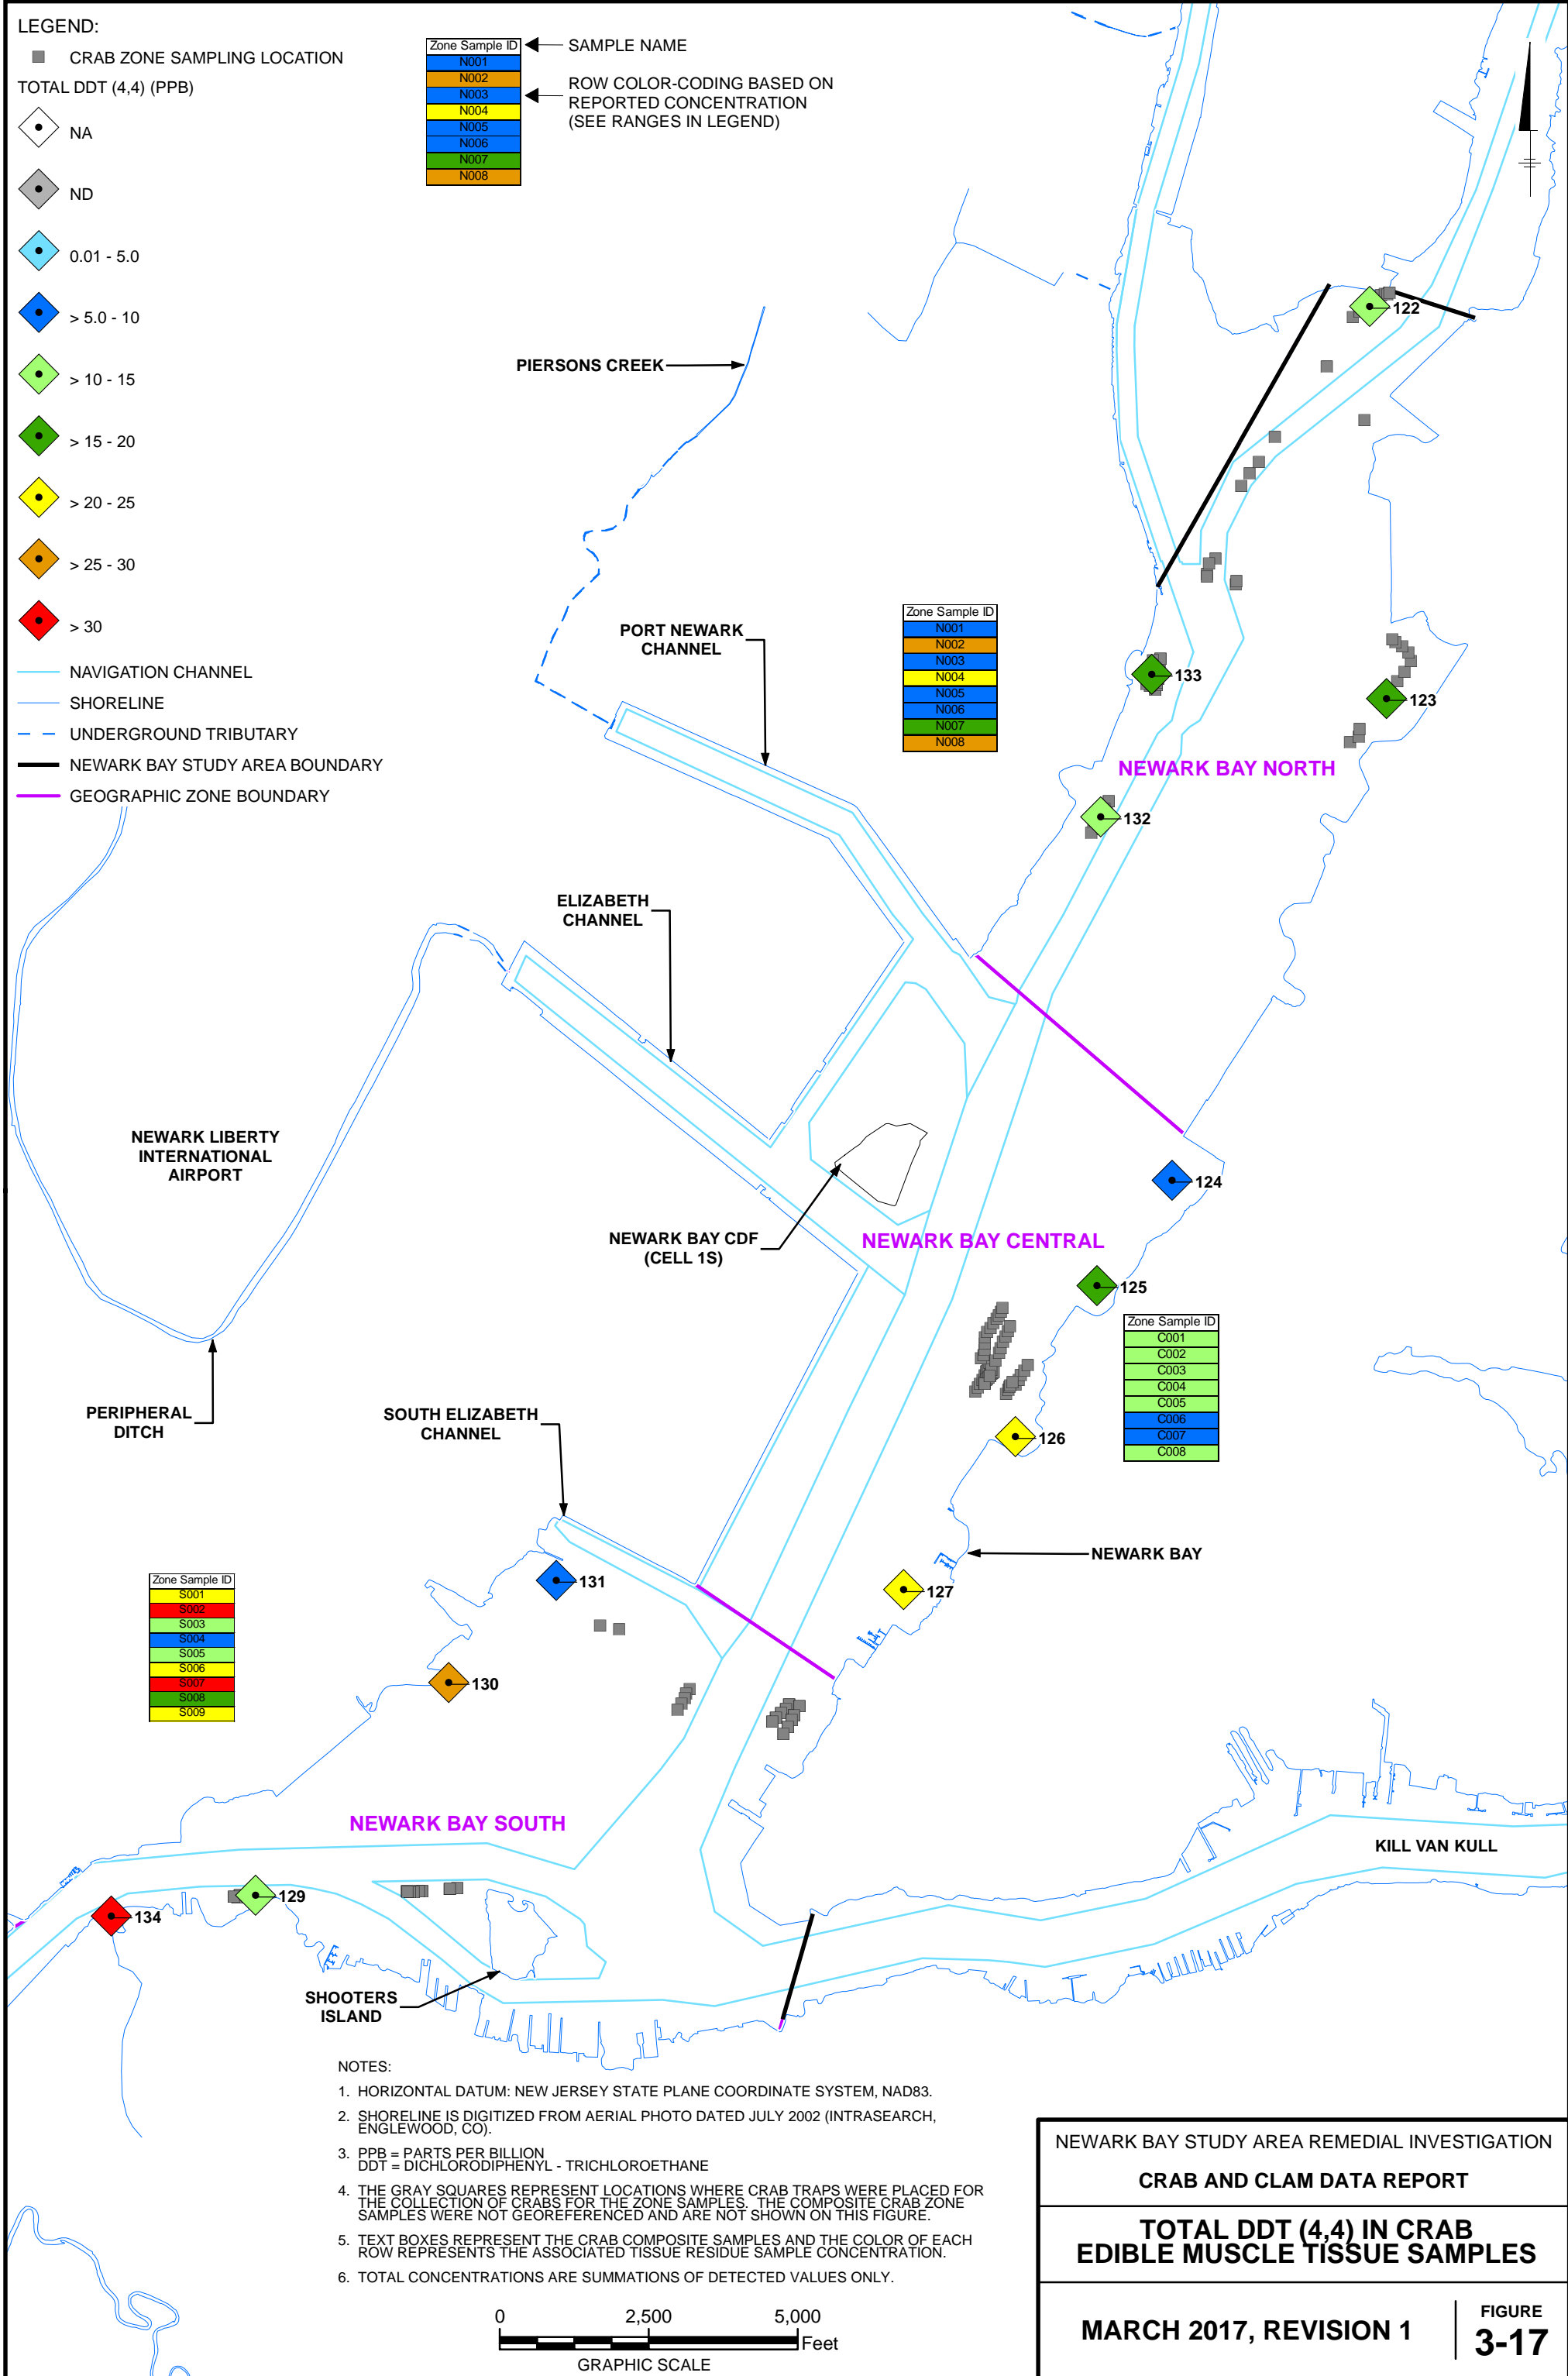 LEGEND:
CRAB ZONE SAMPLING LOCATION
TOTAL DDT (4,4) (PPB)
NA
ND
0.01 - 5.0
> 5.0 - 10
> 10 - 15
> 15 - 20
> 20 - 25
> 25 - 30
> 30
NAVIGATION CHANNEL
SHORELINE
UNDERGROUND TRIBUTARY
NEWARK BAY STUDY AREA BOUNDARY
GEOGRAPHIC ZONE BOUNDARY
Zone Sample ID
N001
N002
N003
N004
N005
N006
N007
N008
SAMPLE NAME
ROW COLOR-CODING BASED ON
REPORTED CONCENTRATION
(SEE RANGES IN LEGEND)
122
PIERSONS CREEK
PORT NEWARK
CHANNEL
Zone Sample ID
N001
N002
N003
N004
N005
N006
N007
N008
133
123
NEWARK BAY NORTH
132
ELIZABETH
CHANNEL
NEWARK LIBERTY
INTERNATIONAL
AIRPORT
124
NEWARK BAY CDF
(CELL 1S)
NEWARK BAY CENTRAL
125
Zone Sample ID
C001
C002
C003
C004
C005
C006
C007
C008
PERIPHERAL
DITCH
SOUTH ELIZABETH
CHANNEL
126
NEWARK BAY
131
127
Zone Sample ID
S001
S002
S003
S004
S005
S006
S007
S008
S009
130
NEWARK BAY SOUTH
KILL VAN KULL
129
134
SHOOTERS
ISLAND
NOTES:
1. HORIZONTAL DATUM: NEW JERSEY STATE PLANE COORDINATE SYSTEM, NAD83.
2. SHORELINE IS DIGITIZED FROM AERIAL PHOTO DATED JULY 2002 (INTRASEARCH,
ENGLEWOOD, CO).
3. PPB = PARTS PER BILLION
DDT = DICHLORODIPHENYL - TRICHLOROETHANE
4. THE GRAY SQUARES REPRESENT LOCATIONS WHERE CRAB TRAPS WERE PLACED FOR
THE COLLECTION OF CRABS FOR THE ZONE SAMPLES. THE COMPOSITE CRAB ZONE
SAMPLES WERE NOT GEOREFERENCED AND ARE NOT SHOWN ON THIS FIGURE.
5. TEXT BOXES REPRESENT THE CRAB COMPOSITE SAMPLES AND THE COLOR OF EACH
ROW REPRESENTS THE ASSOCIATED TISSUE RESIDUE SAMPLE CONCENTRATION.
6. TOTAL CONCENTRATIONS ARE SUMMATIONS OF DETECTED VALUES ONLY.
0 2,500 5,000
Feet
GRAPHIC SCALE
NEWARK BAY STUDY AREA REMEDIAL INVESTIGATION
CRAB AND CLAM DATA REPORT
TOTAL DDT (4,4) IN CRAB
EDIBLE MUSCLE TISSUE SAMPLES
MARCH 2017, REVISION 1
FIGURE
3-17